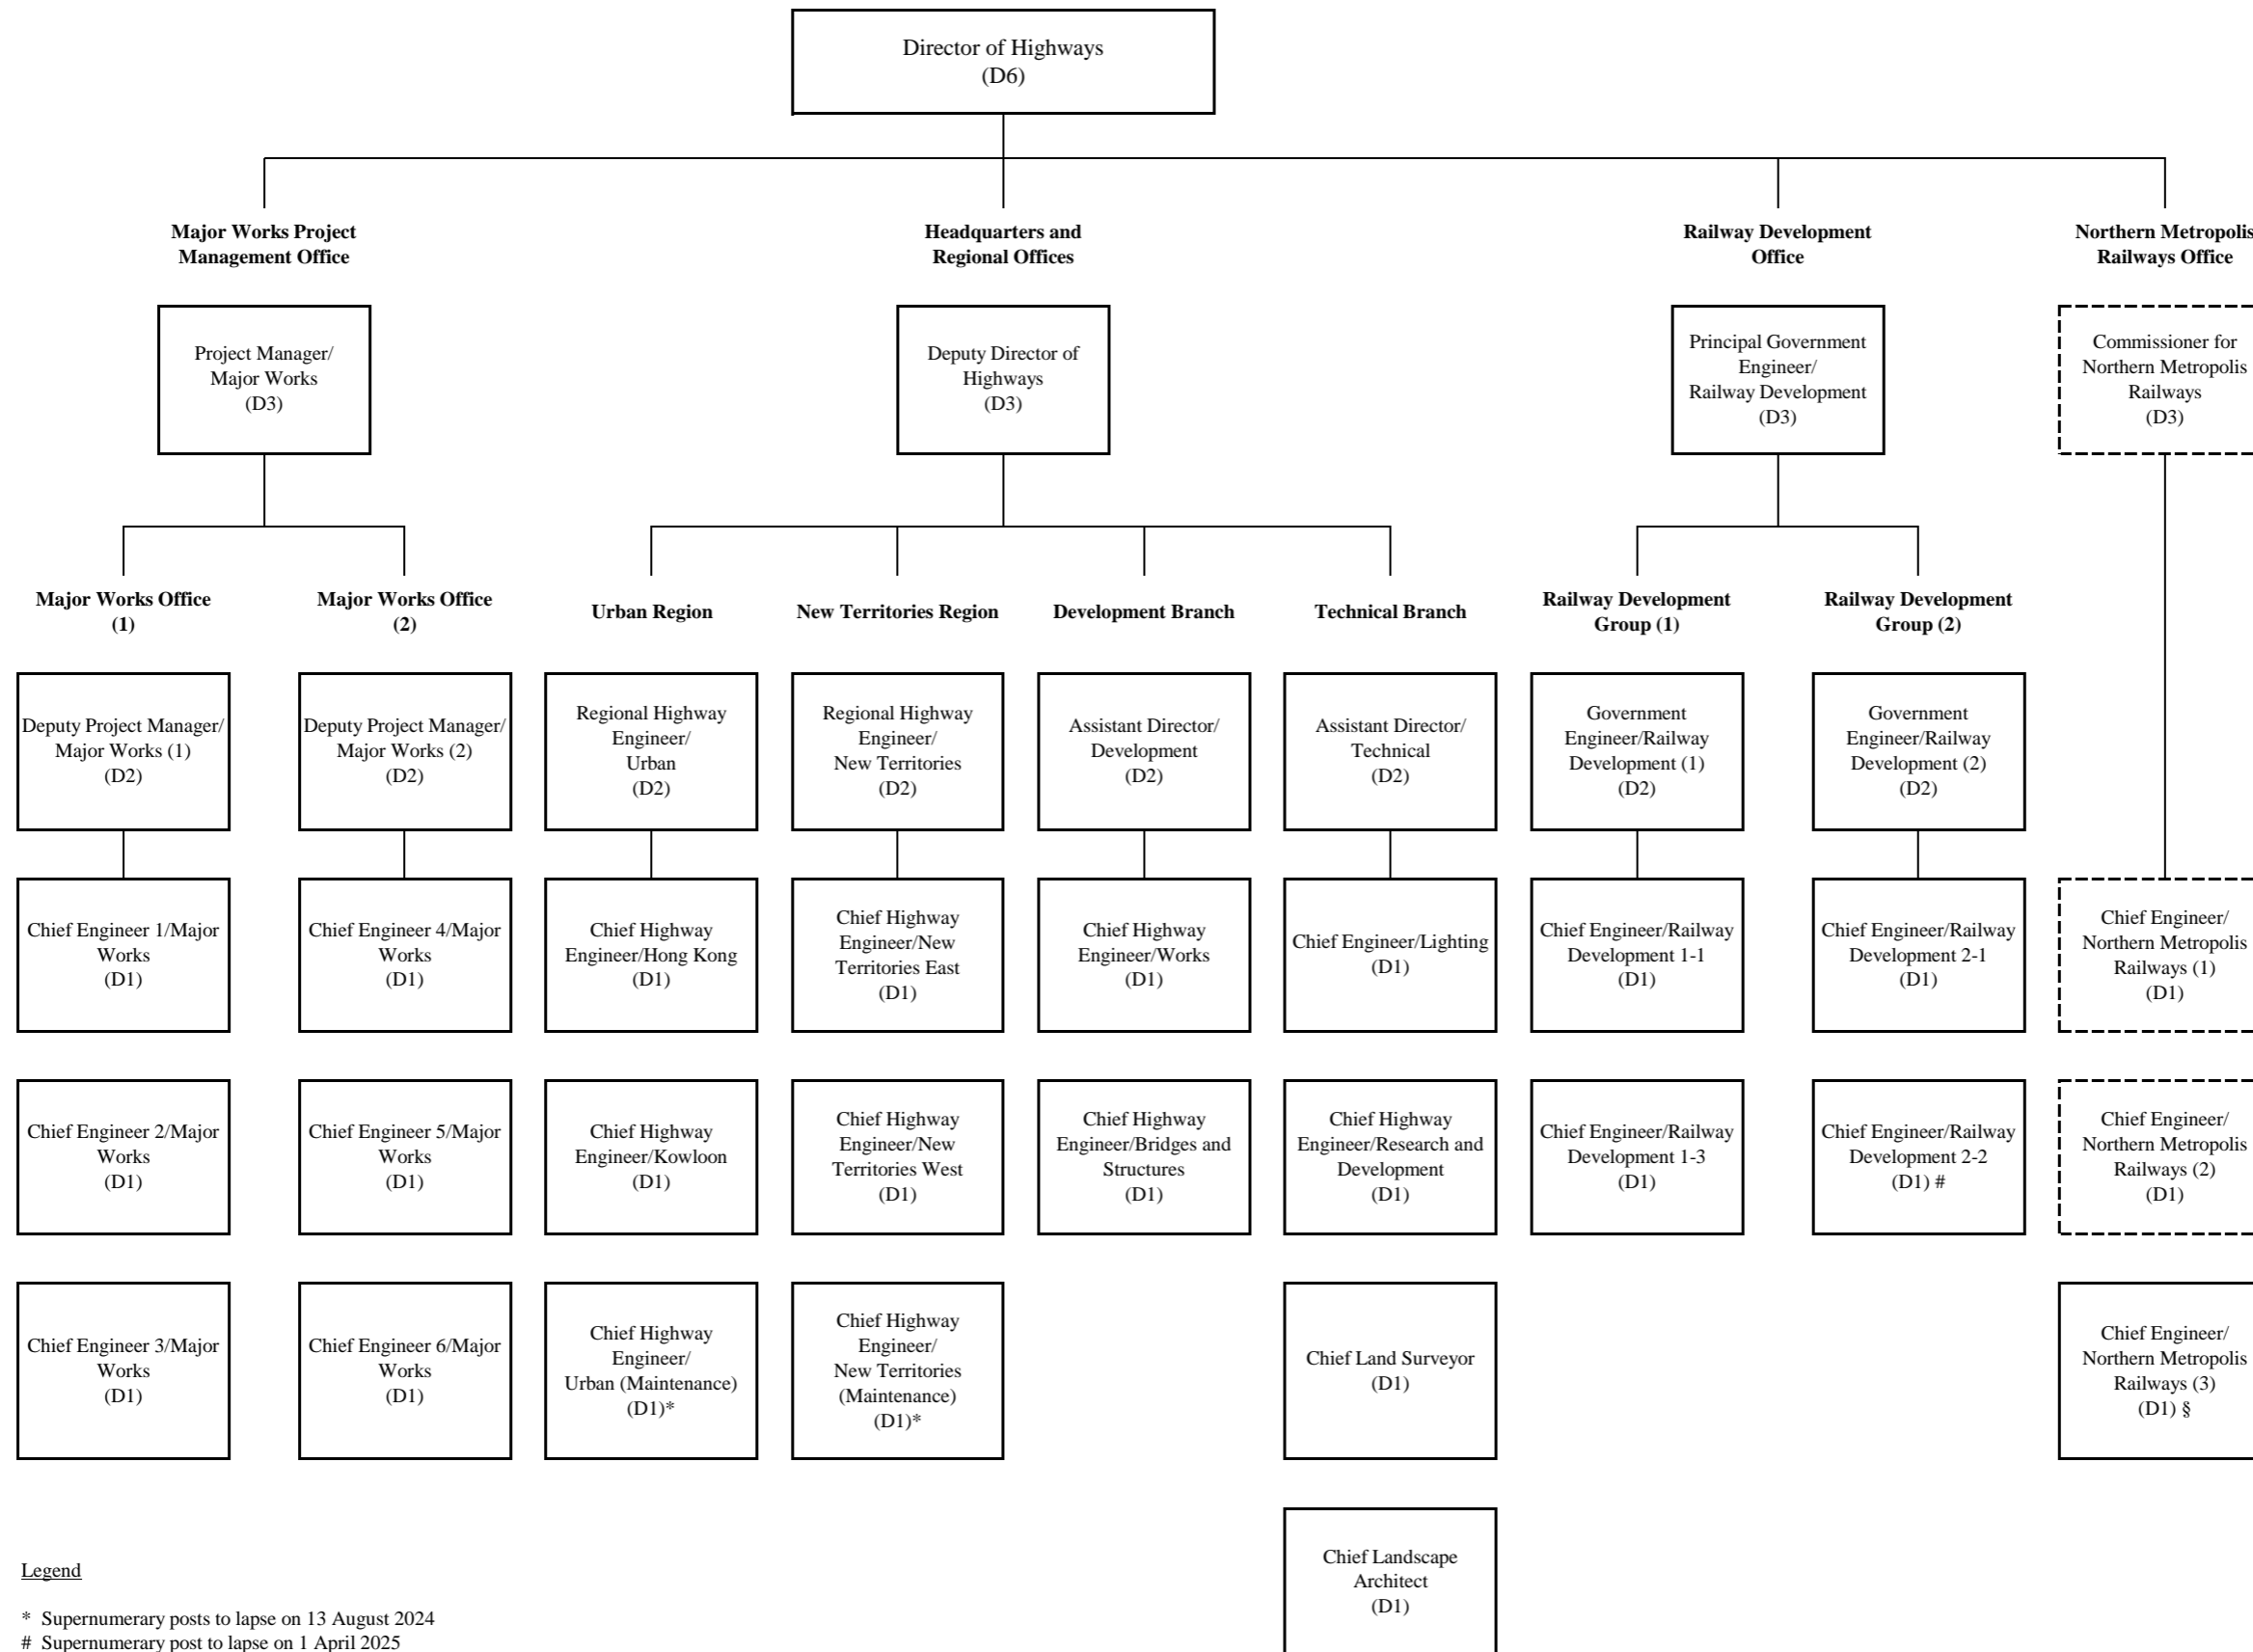 Director of Highways
(D6)
Major Works Project
Management Office
Headquarters and
Regional Offices
Railway Development
Office
Northern Metropolis
Railways Office
Project Manager/
Major Works
(D3)
Deputy Director of
Highways
(D3)
Principal Government
Engineer/
Railway Development
(D3)
Commissioner for
Northern Metropolis
Railways
(D3)
Major Works Office
(1)
Major Works Office
(2)
Urban Region
New Territories Region
Development Branch
Technical Branch
Railway Development
Group (1)
Railway Development
Group (2)
Deputy Project Manager/
Major Works (1)
(D2)
Deputy Project Manager/
Major Works (2)
(D2)
Regional Highway
Engineer/
Urban
(D2)
Regional Highway
Engineer/
New Territories
(D2)
Assistant Director/
Development
(D2)
Assistant Director/
Technical
(D2)
Government
Engineer/Railway
Development (1)
(D2)
Government
Engineer/Railway
Development (2)
(D2)
Chief Engineer 1/Major
Works
(D1)
Chief Engineer 4/Major
Works
(D1)
Chief Highway
Engineer/Hong Kong
(D1)
Chief Highway
Engineer/New
Territories East
(D1)
Chief Highway
Engineer/Works
(D1)
Chief Engineer/Lighting
(D1)
Chief Engineer/Railway
Development 1-1
(D1)
Chief Engineer/Railway
Development 2-1
(D1)
Chief Engineer/
Northern Metropolis
Railways (1)
(D1)
Chief Engineer 2/Major
Works
(D1)
Chief Engineer 5/Major
Works
(D1)
Chief Highway
Engineer/Kowloon
(D1)
Chief Highway
Engineer/New
Territories West
(D1)
Chief Highway
Engineer/Bridges and
Structures
(D1)
Chief Highway
Engineer/Research and
Development
(D1)
Chief Engineer/Railway
Development 1-3
(D1)
Chief Engineer/Railway
Development 2-2
(D1) #
Chief Engineer/
Northern Metropolis
Railways (2)
(D1)
Chief Engineer 3/Major
Works
(D1)
Chief Engineer 6/Major
Works
(D1)
Chief Highway
Engineer/
Urban (Maintenance)
(D1)*
Chief Highway
Engineer/
New Territories
(Maintenance)
(D1)*
Chief Land Surveyor
(D1)
Chief Engineer/
Northern Metropolis
Railways (3)
(D1) §
Chief Landscape
Architect
(D1)
Legend
* Supernumerary posts to lapse on 13 August 2024
# Supernumerary post to lapse on 1 April 2025